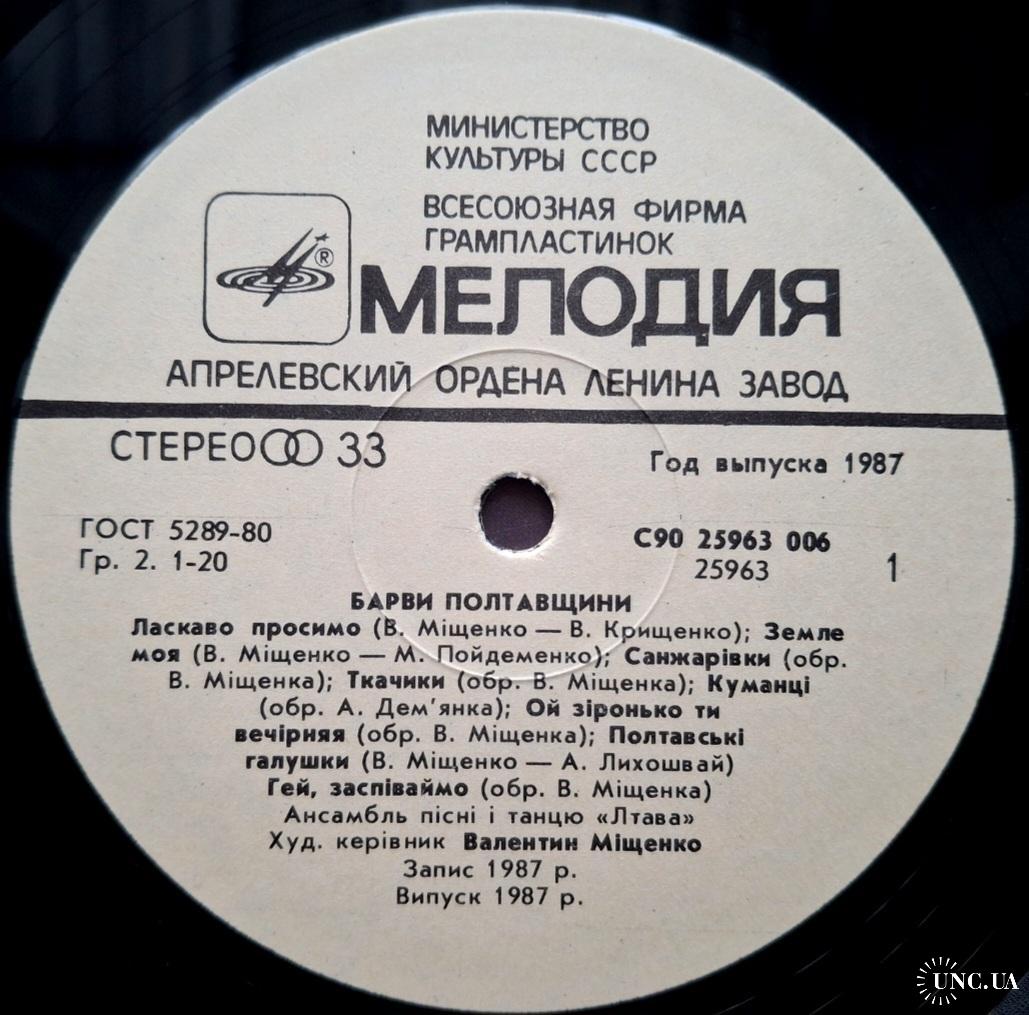 МИНИСТЕРСТВО
КУЛЬТУРЫ СССР
ВСЕСОЮЗНАЯ ФИРМА
ГРАМПЛАСТИНОК
®
МЕЛОДИЯ
АПРЕЛЕВСКИЙ ОРДЕНА ЛЕНИНА ЗАВОД
СТЕРЕО 33
Год выпуска 1987
ГОСТ 5289-80
Гр. 2. 1-20
С90 25963 006
25963
1
БАРВИ ПОЛТАВЩИНИ
Ласкаво просимо (В. Міщенко — В. Крищенко); Земле
моя (В. Міщенко — М. Пойдеменко); Санжарівки (обр.
В. Міщенка); Ткачики (обр. В. Міщенка); Куманці
(обр. А. Дем'янка); Ой зіронько ти
вечірняя (обр. В. Міщенка); Полтавські
галушки (В. Міщенко — А. Лихошвай)
Гей, заспіваймо (обр. В. Міщенка)
Ансамбль пісні і танцю «Лтава»
Худ. керівник Валентин Міщенко
Запис 1987 р.
Випуск 1987 р.
UNC.UA